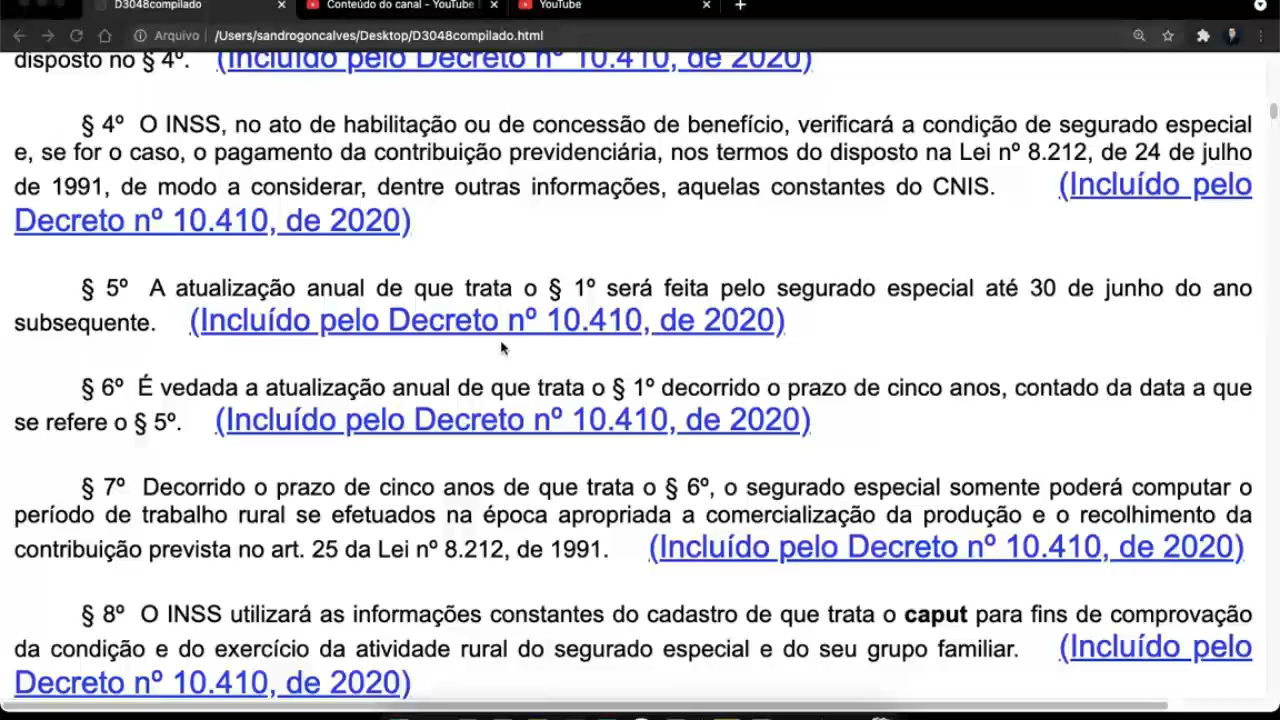 D3048compilado
Conteúdo do canal - YouTube
YouTube
Arquivo
/Users/sandrogoncalves/Desktop/D3048compilado.html
disposto no § 4º. (Incluído pelo Decreto nº 10.410, de 2020)
§ 4º O INSS, no ato de habilitação ou de concessão de benefício, verificará a condição de segurado especial
e, se for o caso, o pagamento da contribuição previdenciária, nos termos do disposto na Lei nº 8.212, de 24 de julho
de 1991, de modo a considerar, dentre outras informações, aquelas constantes do CNIS. (Incluído pelo
Decreto nº 10.410, de 2020)
§ 5º A atualização anual de que trata o § 1º será feita pelo segurado especial até 30 de junho do ano
subsequente. (Incluído pelo Decreto nº 10.410, de 2020)
§ 6º É vedada a atualização anual de que trata o § 1º decorrido o prazo de cinco anos, contado da data a que
se refere o § 5º. (Incluído pelo Decreto nº 10.410, de 2020)
§ 7º Decorrido o prazo de cinco anos de que trata o § 6º, o segurado especial somente poderá computar o
período de trabalho rural se efetuados na época apropriada a comercialização da produção e o recolhimento da
contribuição prevista no art. 25 da Lei nº 8.212, de 1991. (Incluído pelo Decreto nº 10.410, de 2020)
§ 8º O INSS utilizará as informações constantes do cadastro de que trata o caput para fins de comprovação
da condição e do exercício da atividade rural do segurado especial e do seu grupo familiar. (Incluído pelo
Decreto nº 10.410, de 2020)